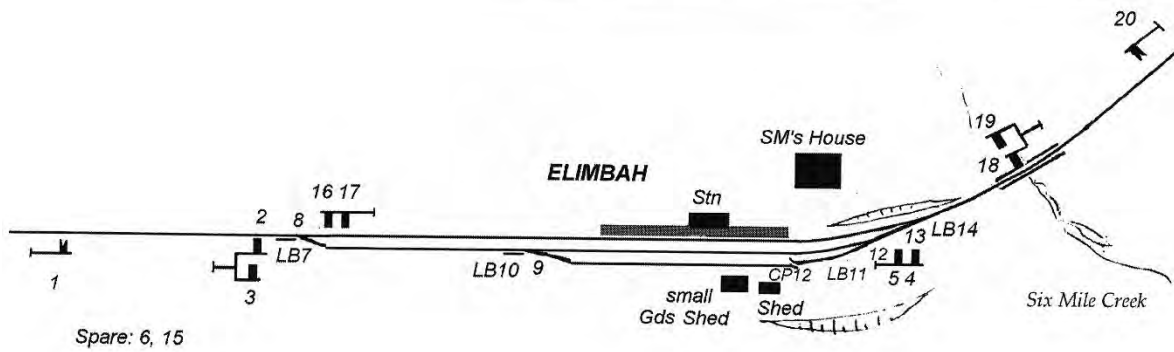 20
19
SM's House
18
ELIMBAH
Stn
16 17
2 8
LB14
13
12
LB7
LB10 9
CP12 LB11
5 4
1
3
small
Gds Shed
Shed
Six Mile Creek
Spare: 6, 15